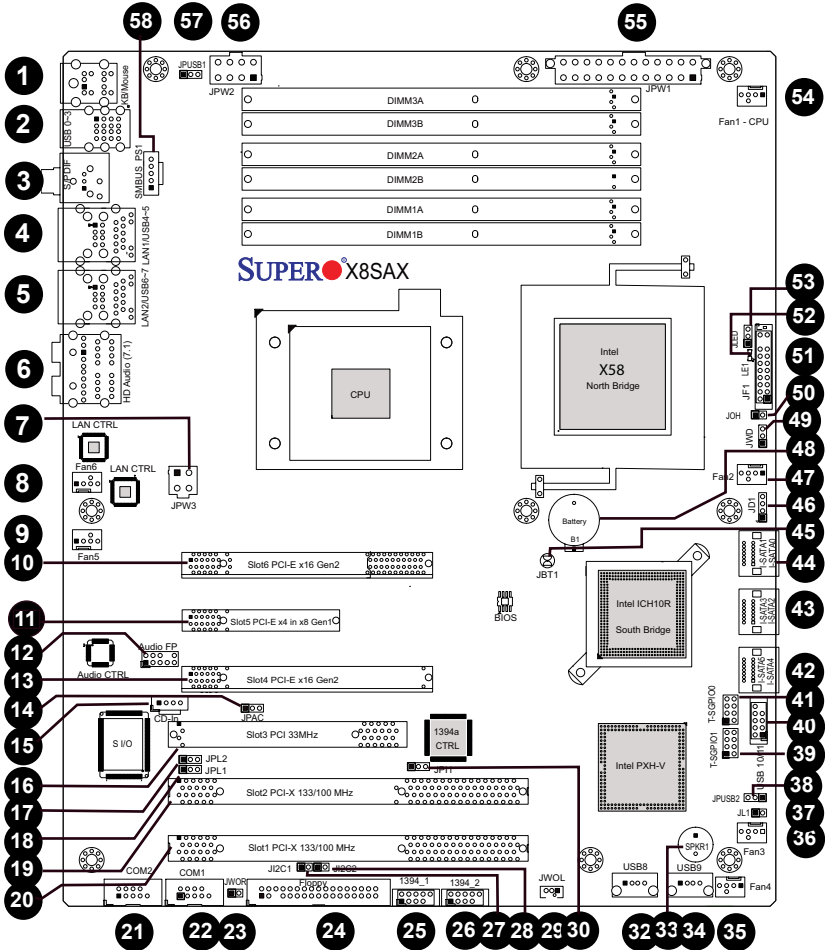 58 57 56 55
1
KB/Mouse
JPUSB1
JPW2
JPW1
54
Fan1 - CPU
2
USB 0~3
SMBUS_PS1
DIMM3A
DIMM3B
3
S/PDIF
DIMM2A
DIMM2B
4
LAN1/USB4~5
DIMM1A
DIMM1B
5
LAN2/USB6~7
SUPER X8SAX
53
52
6
HD Audio (7.1)
CPU
Intel
X58
North Bridge
JLED
LE1
JF1
51
JOH
50
7
LAN CTRL
JWD
49
48
8
Fan6
LAN CTRL
JPW3
Fan2
47
Battery
B1
JD1
46
9
Fan5
JBT1
45
10
Slot6 PCI-E x16 Gen2
I-SATA1
I-SATA0
44
11
Slot5 PCI-E x4 in x8 Gen1
BIOS
Intel ICH10R
South Bridge
I-SATA3
I-SATA2
43
12
Audio FP
Audio CTRL
13
Slot4 PCI-E x16 Gen2
I-SATA5
I-SATA4
42
14
JPAC
41
15
CD-In
T-SGPIO0
40
S I/O
Slot3 PCI 33MHz
1394a
CTRL
T-SGPIO1
39
16
JPL2
JPL1
JPI1
Intel PXH-V
USB 10/11
17
18
Slot2 PCI-X 133/100 MHz
JPUSB2
38
JL1
37
19
Slot1 PCI-X 133/100 MHz
SPKR1
Fan3
36
20
COM2
COM1
JWOR
JI2C1
JI2C2
Floppy
1394_1
1394_2
JWOL
USB8
USB9
Fan4
21 22 23 24 25 26 27 28 29 30 32 33 34 35